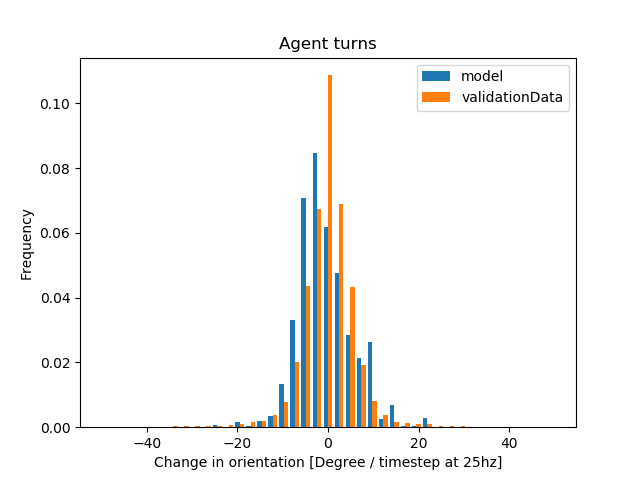 Agent turns
model
validationData
Frequency
0.10
0.08
0.06
0.04
0.02
0.00
−40
−20
0
20
40
Change in orientation [Degree / timestep at 25hz]